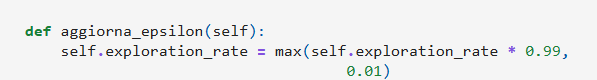 def aggiorna_epsilon(self):
    self.exploration_rate = max(self.exploration_rate * 0.99,
                                0.01)